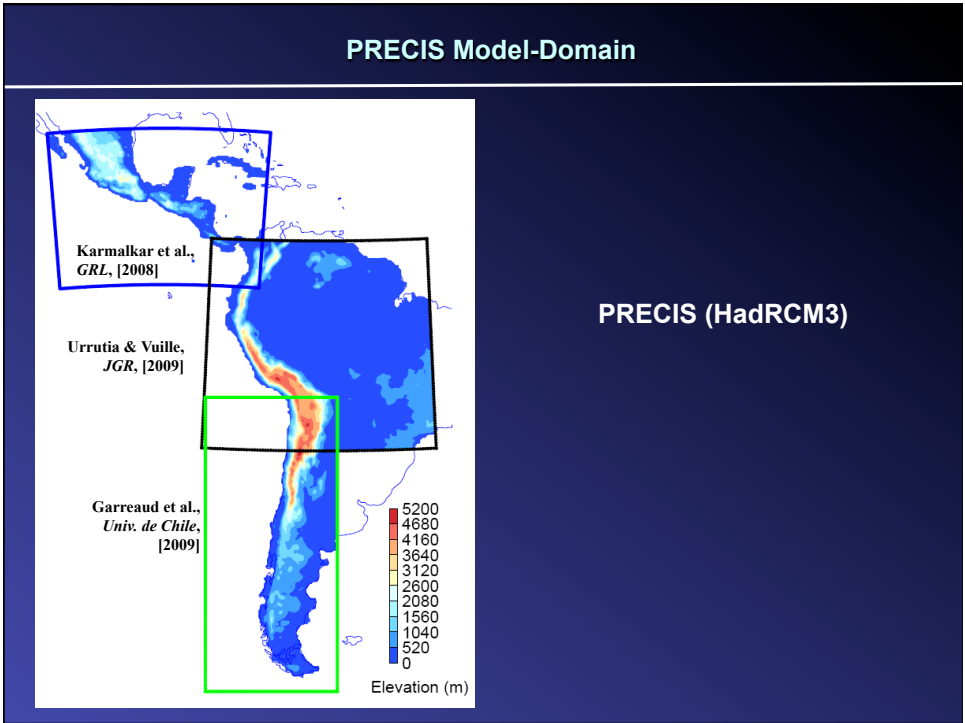 PRECIS Model-Domain
Karmalkar et al.,
GRL, [2008]
Urrutia & Vuille,
JGR, [2009]
Garreaud et al.,
Univ. de Chile,
[2009]
5200
4680
4160
3640
3120
2600
2080
1560
1040
520
0
Elevation (m)
PRECIS (HadRCM3)